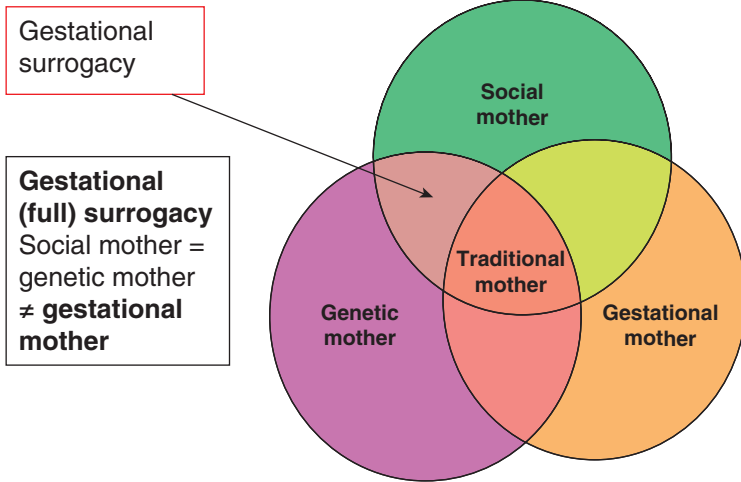 Gestational
surrogacy
Social
mother
Gestational
(full) surrogacy
Social mother =
genetic mother
≠ gestational
mother
Traditional
mother
Genetic
mother
Gestational
mother